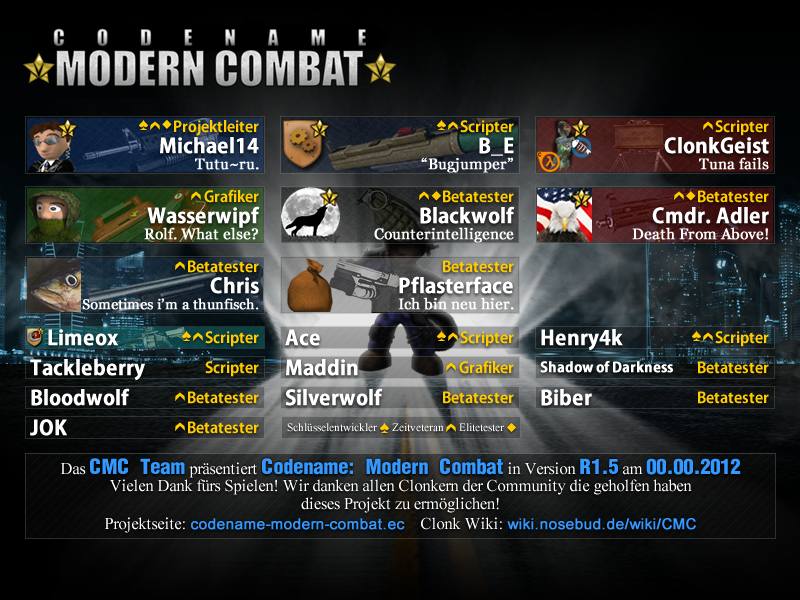 CODENAME
MODERN COMBAT
Projektleiter
Michael14
Tutu~ru.
Scripter
B_E
“Bugjumper”
Scripter
ClonkGeist
Tuna fails
Grafiker
Wasserwipf
Rolf. What else?
Betatester
Blackwolf
Counterintelligence
Betatester
Cmdr. Adler
Death From Above!
Betatester
Chris
Sometimes i'm a thunfisch.
Betatester
Pflasterface
Ich bin neu hier.
Limeox Scripter
Ace Scripter
Henry4k Scripter
Tackleberry Scripter
Maddin Grafiker
Shadow of Darkness Betatester
Bloodwolf Betatester
Silverwolf Betatester
Biber Betatester
JOK Betatester
Schlüsselentwickler ♠ Zeitveteran Elitetester ◆
Das CMC Team präsentiert Codename: Modern Combat in Version R1.5 am 00.00.2012
Vielen Dank fürs Spielen! Wir danken allen Clonkern der Community die geholfen haben
dieses Projekt zu ermöglichen!
Projektseite: codename-modern-combat.ec Clonk Wiki: wiki.nosebud.de/wiki/CMC